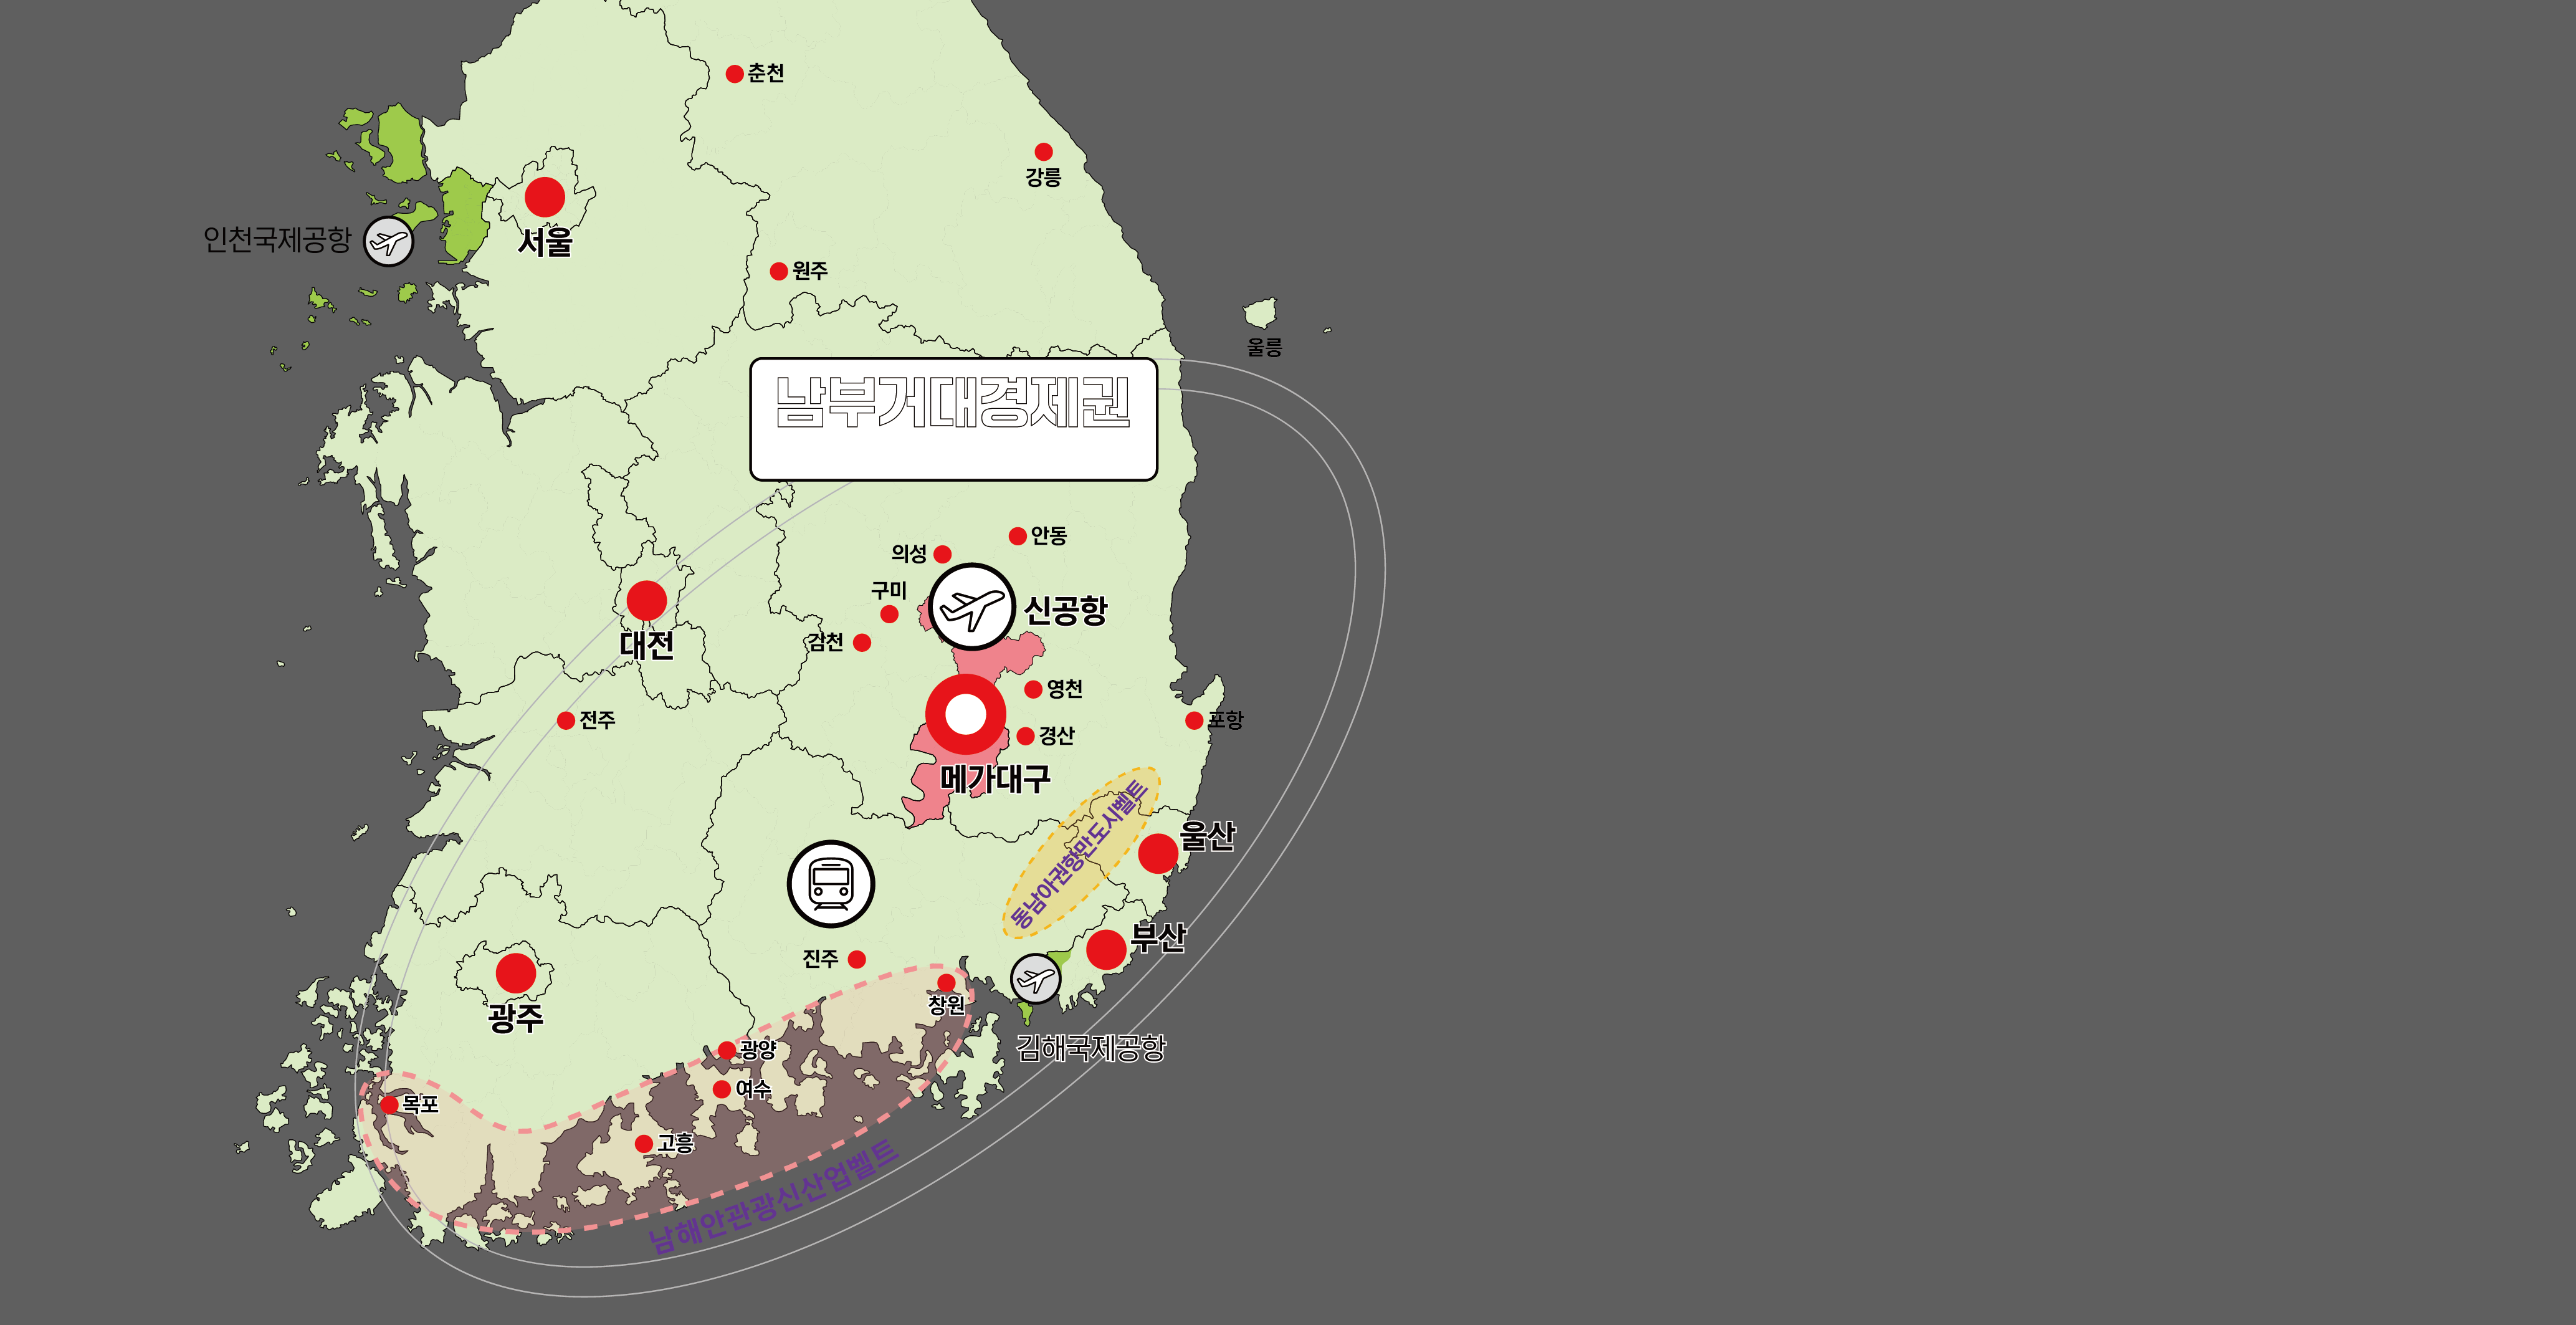 춘천
강릉
서울
인천국제공항
원주
울릉
남부거대경제권
안동
의성
구미
신공항
김천
대전
영천
전주
포항
경산
메가대구
동남아권항만도시벨트
울산
부산
진주
창원
광주
김해국제공항
광양
여수
목포
고흥
남해안관광신산업벨트